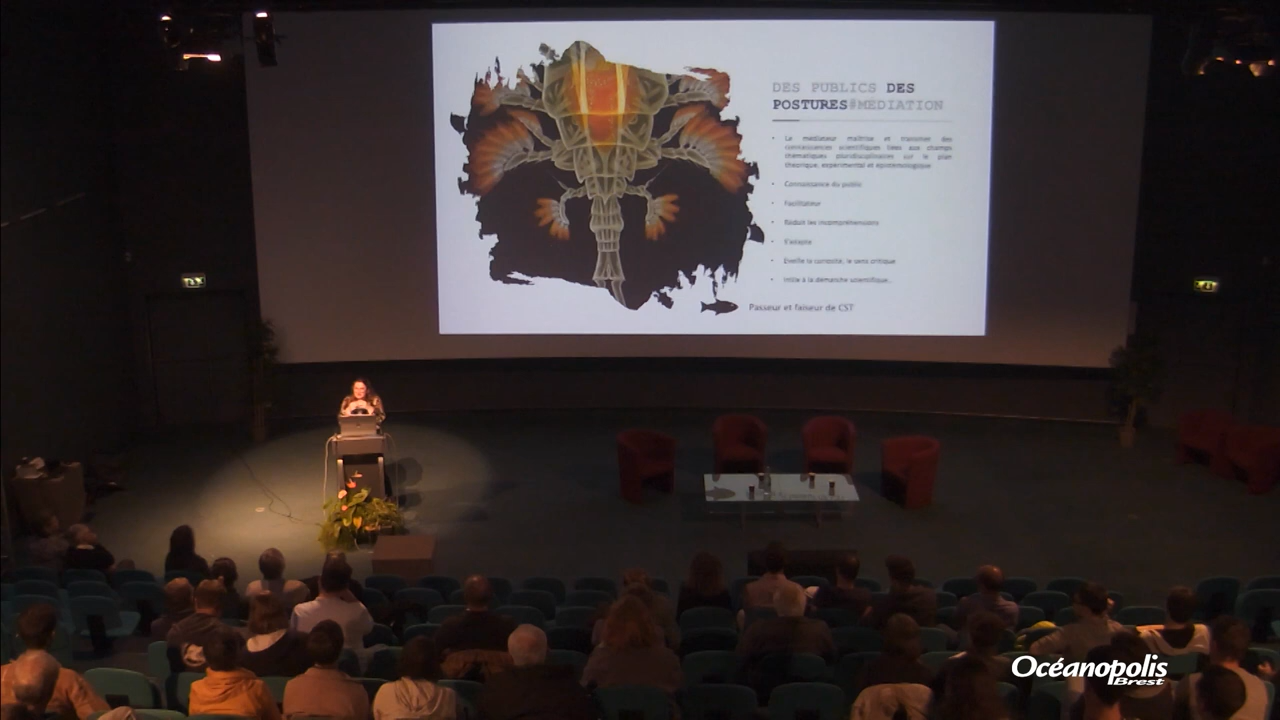 DES PUBLICS DES
POSTURES#MEDIATION
• Le médiateur maîtrise et transmet des
connaissances scientifiques liées aux champs
thématiques pluridisciplinaires sur le plan
théorique, expérimental et épistémologique
• Connaissance du public
• Facilitateur
• Réduit les incompréhensions
• S'adapte
• Eveille la curiosité, le sens critique
• Initie à la démarche scientifique...
Passeur et faiseur de CST
Océanopolis
Brest